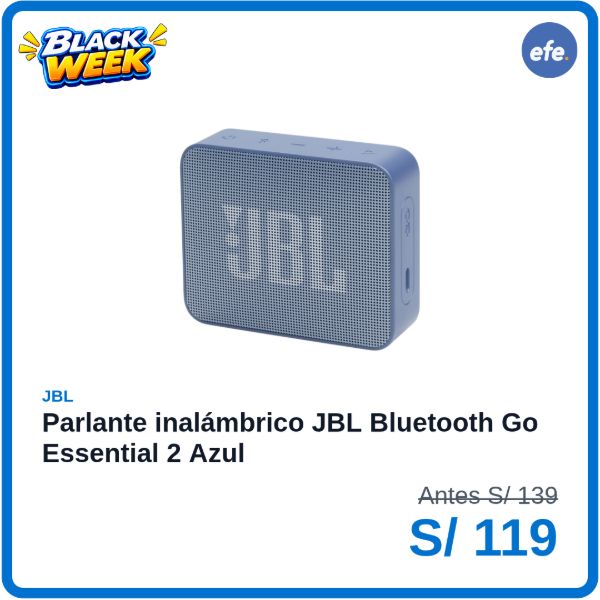 BLACK
WEEK
efe.
JBL
JBL
Parlante inalámbrico JBL Bluetooth Go
Essential 2 Azul
Antes S/ 139
S/ 119